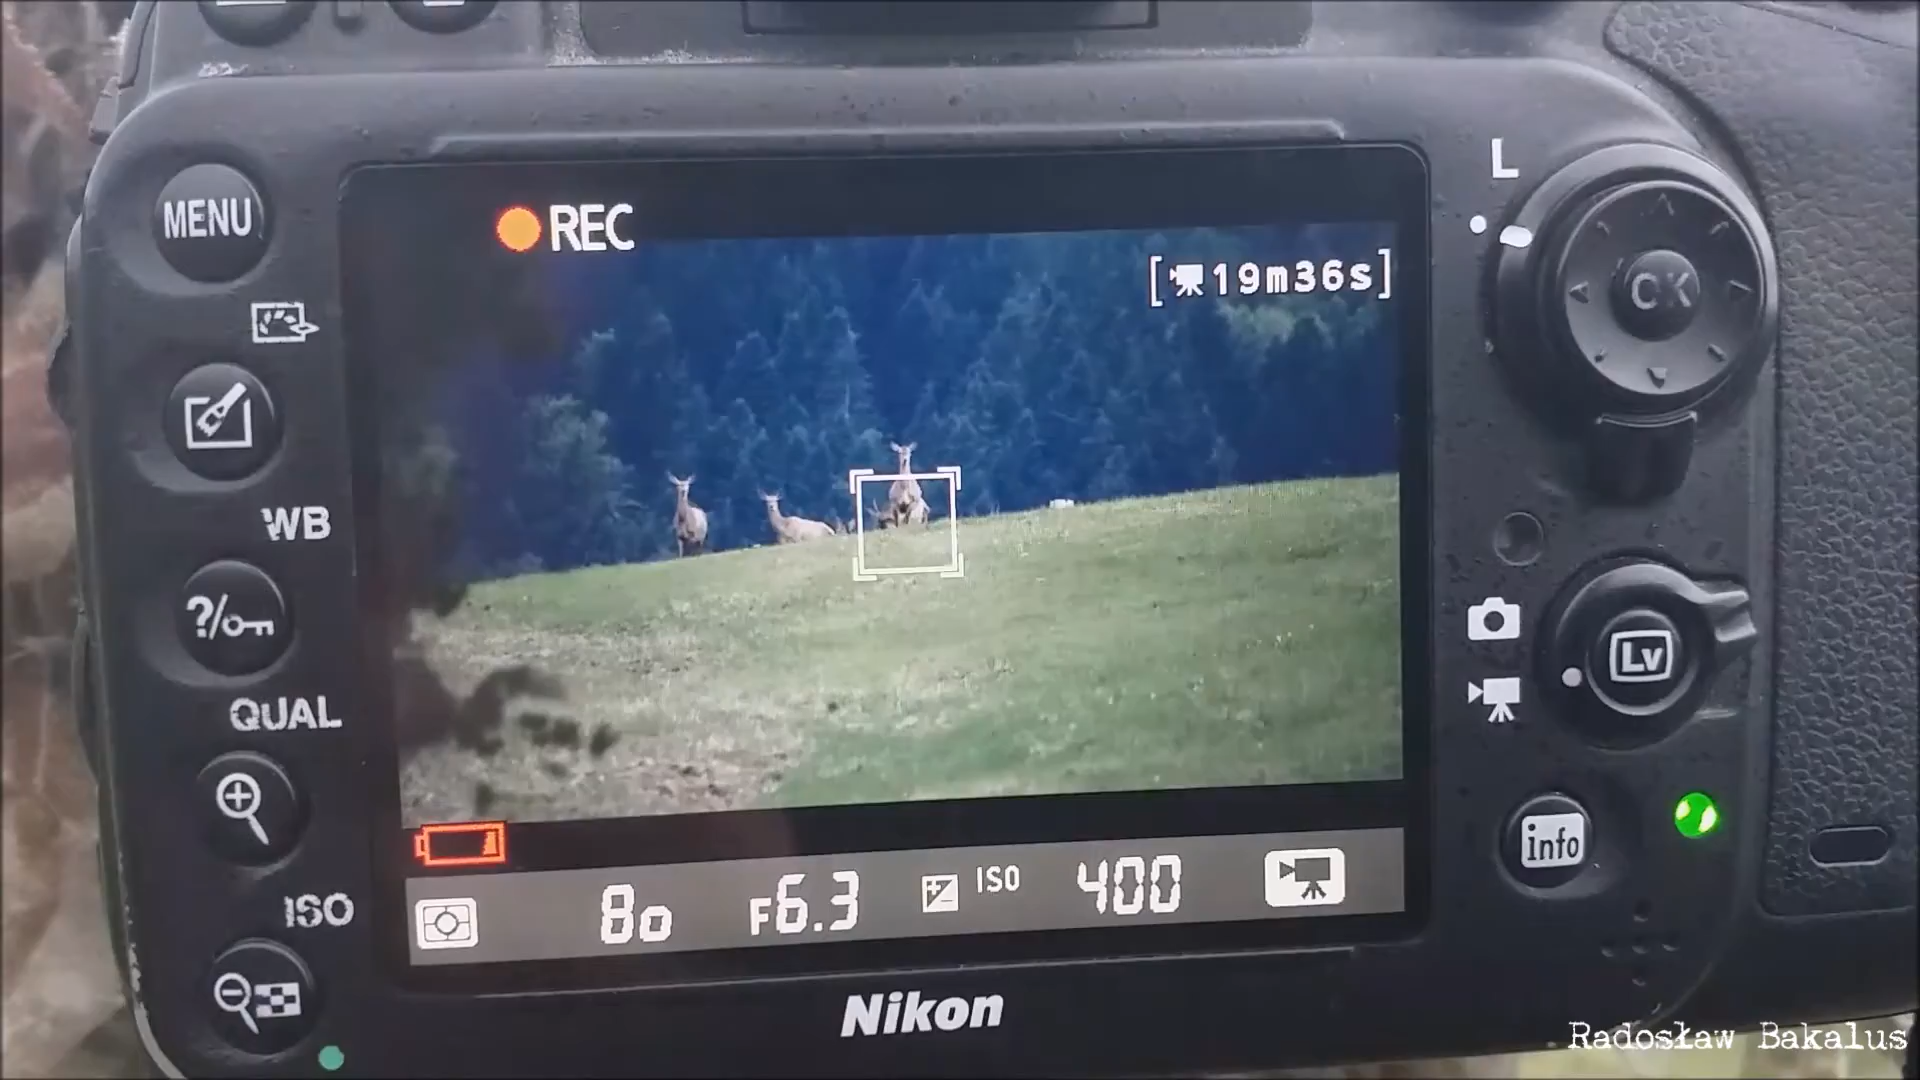 L
MENU
REC
[19m36s]
OK
WB
?/
QUAL
Lv
info
ISO
80 F6.3 ISO 400
Nikon
Radosław Bakalus